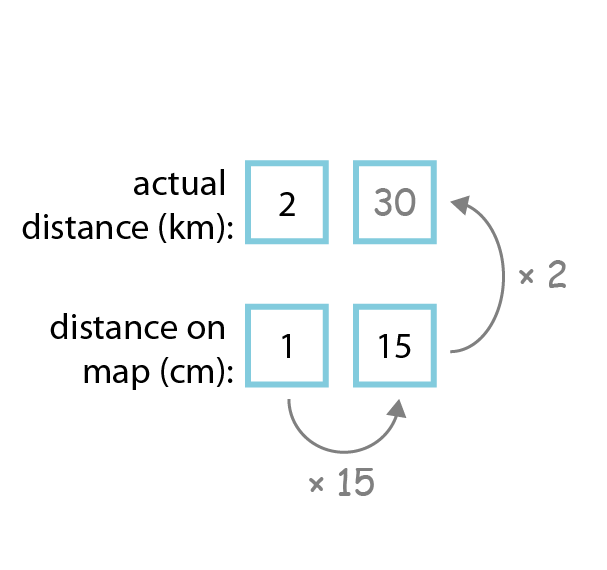 actual
distance (km): 2 30
× 2
distance on
map (cm): 1 15
× 15